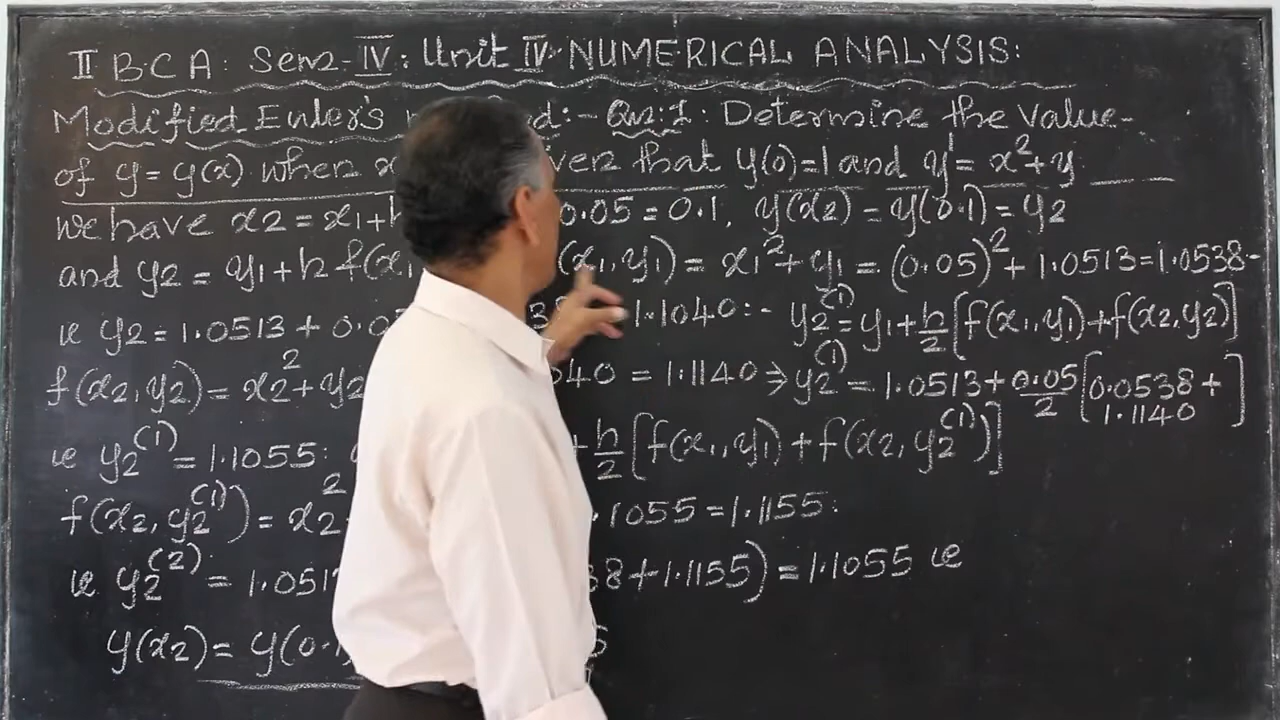 II B.C.A: Sem-IV: Unit IV NUMERICAL ANALYSIS:
Modified Euler's d:- Qn:1: Determine the value
of y=y(x) when x that y(0)=1 and y'= x²+y
we have x2 = x1+h 0.05 = 0.1, y(x2) = y(0.1) = y2
and y2 = y1+h f(x1 (x1,y1) = x1²+y1 = (0.05)²+1.0513=1.0538-
ie y2 = 1.0513 + 0.05 38 1.1040:- y2⁽¹⁾=y1+h/2[f(x1,y1)+f(x2,y2)]
f(x2,y2) = x2²+y2 040 = 1.1140 ⇒ y2⁽¹⁾ = 1.0513+0.05/2[0.0538+1.1140]
ie y2⁽¹⁾ = 1.1055: +h/2[f(x1,y1)+f(x2,y2⁽¹⁾)]
f(x2,y2⁽¹⁾) = x2² .1055 = 1.1155:
ie y2⁽²⁾ = 1.051 38+1.1155) = 1.1055 ie
y(x2) = y(0.1 5